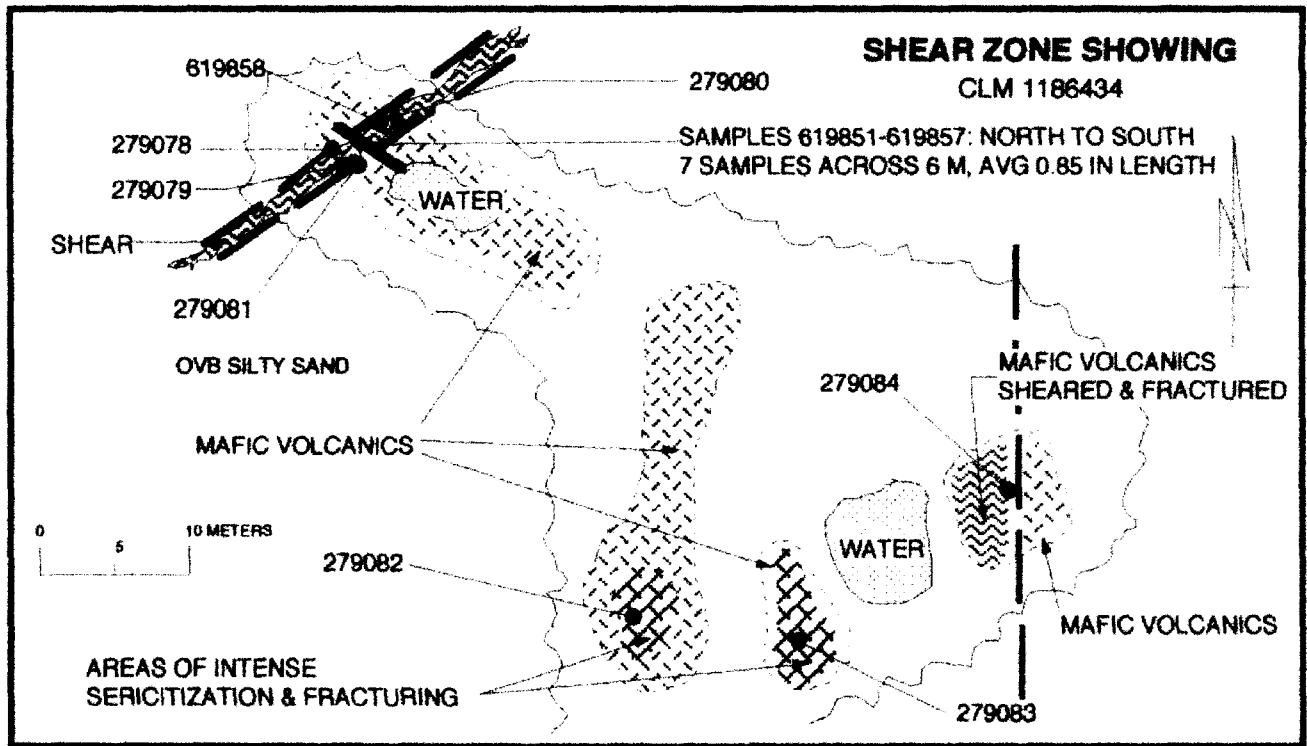 SHEAR ZONE SHOWING
CLM 1186434
619858
279080
279078
SAMPLES 619851-619857: NORTH TO SOUTH
7 SAMPLES ACROSS 6 M, AVG 0.85 IN LENGTH
279079
WATER
SHEAR
279081
OVB SILTY SAND
N
MAFIC VOLCANICS
SHEARED & FRACTURED
279084
MAFIC VOLCANICS
0 5 10 METERS
WATER
279082
MAFIC VOLCANICS
AREAS OF INTENSE
SERICITIZATION & FRACTURING
279083